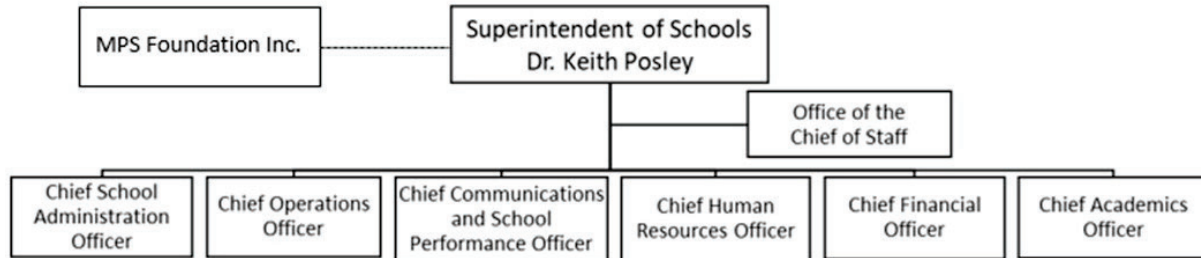 MPS Foundation Inc.
Superintendent of Schools
Dr. Keith Posley
Office of the
Chief of Staff
Chief School
Administration
Officer
Chief Operations
Officer
Chief Communications
and School
Performance Officer
Chief Human
Resources Officer
Chief Financial
Officer
Chief Academics
Officer